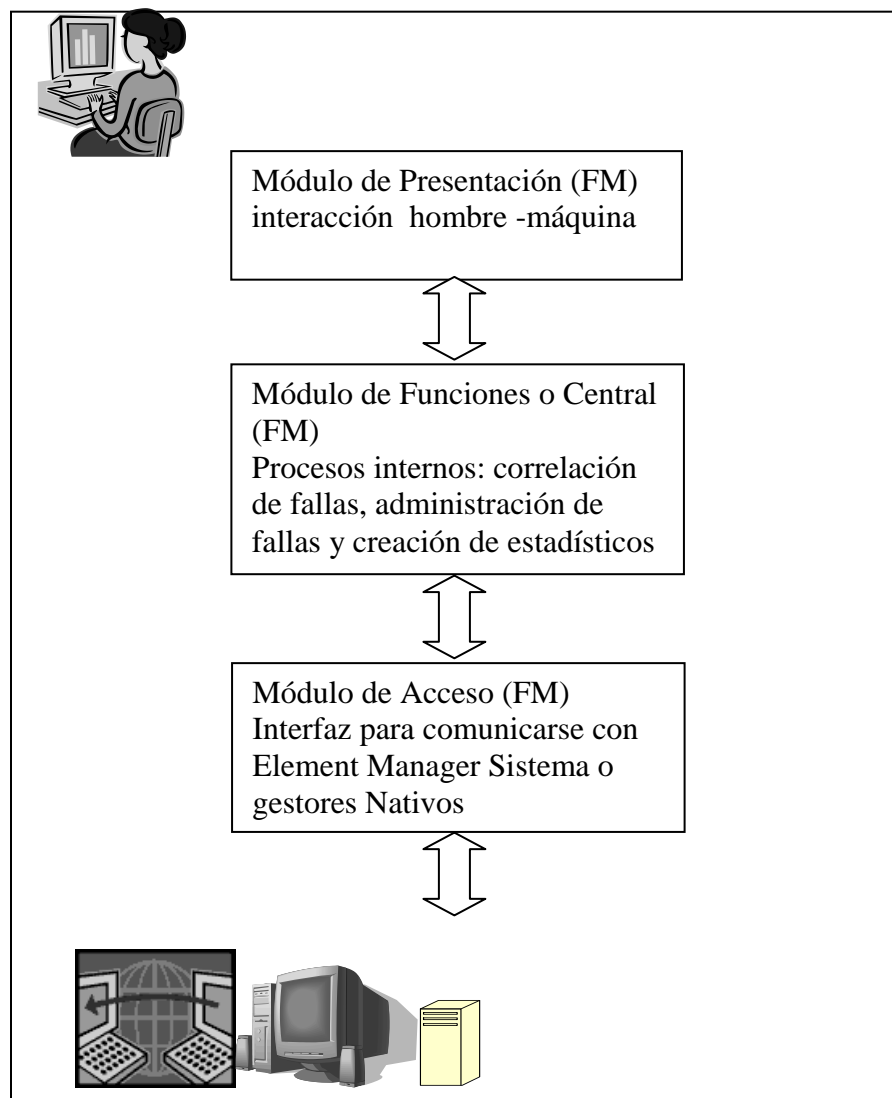 Módulo de Presentación (FM)
interacción  hombre -máquina
Módulo de Funciones o Central
(FM)
Procesos internos: correlación
de fallas, administración de
fallas y creación de estadísticos
Módulo de Acceso (FM)
Interfaz para comunicarse con
Element Manager Sistema o
gestores Nativos